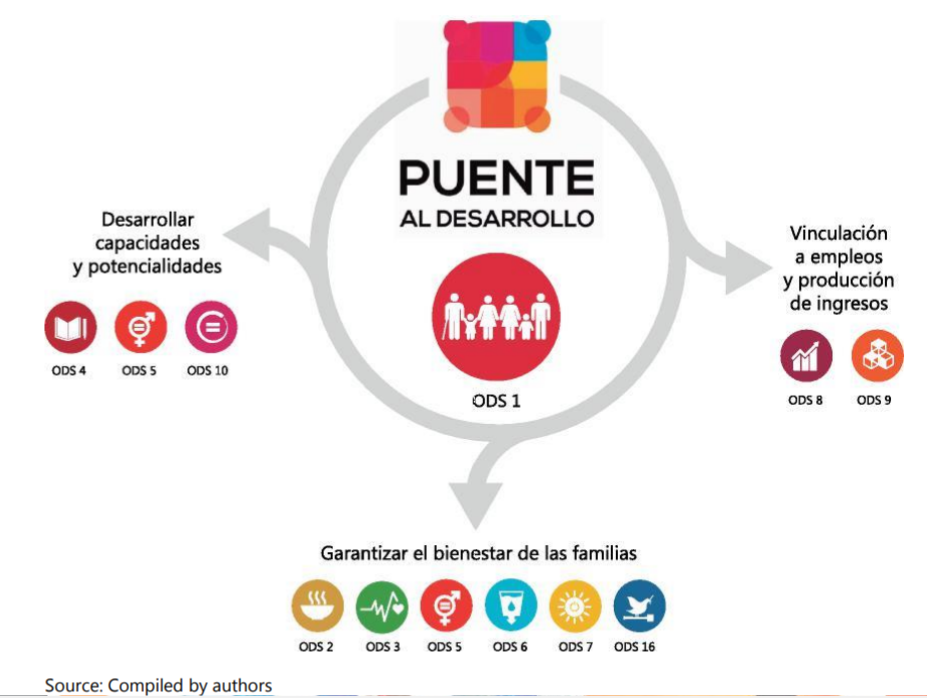 PUENTE
AL DESARROLLO
ODS 1
Desarrollar
capacidades
y potencialidades
ODS 4 ODS 5 ODS 10
Vinculación
a empleos
y producción
de ingresos
ODS 8 ODS 9
Garantizar el bienestar de las familias
ODS 2 ODS 3 ODS 5 ODS 6 ODS 7 ODS 16
Source: Compiled by authors